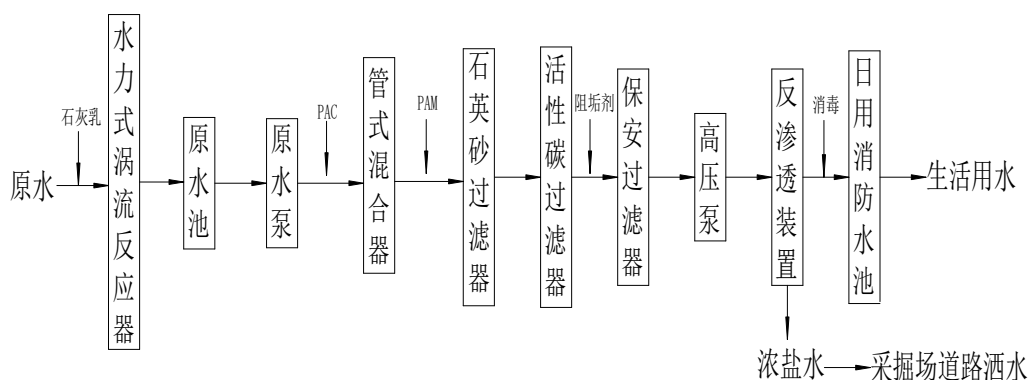 原水
石灰乳
水力式涡流反应器
原水池
原水泵
PAC
管式混合器
PAM
石英砂过滤器
活性碳过滤器
阻垢剂
保安过滤器
高压泵
反渗透装置
消毒
日用消防水池
生活用水
浓盐水
采掘场道路洒水